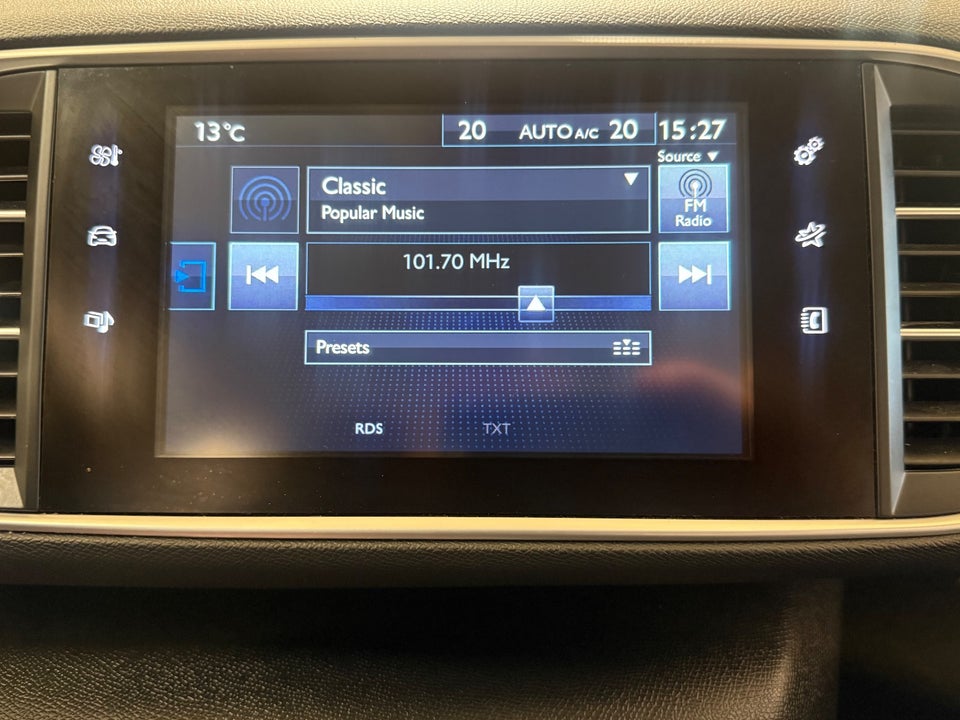 13°C
20 AUTO A/C 20
15:27
Source
Classic
Popular Music
FM
Radio
101.70 MHz
Presets
RDS
TXT